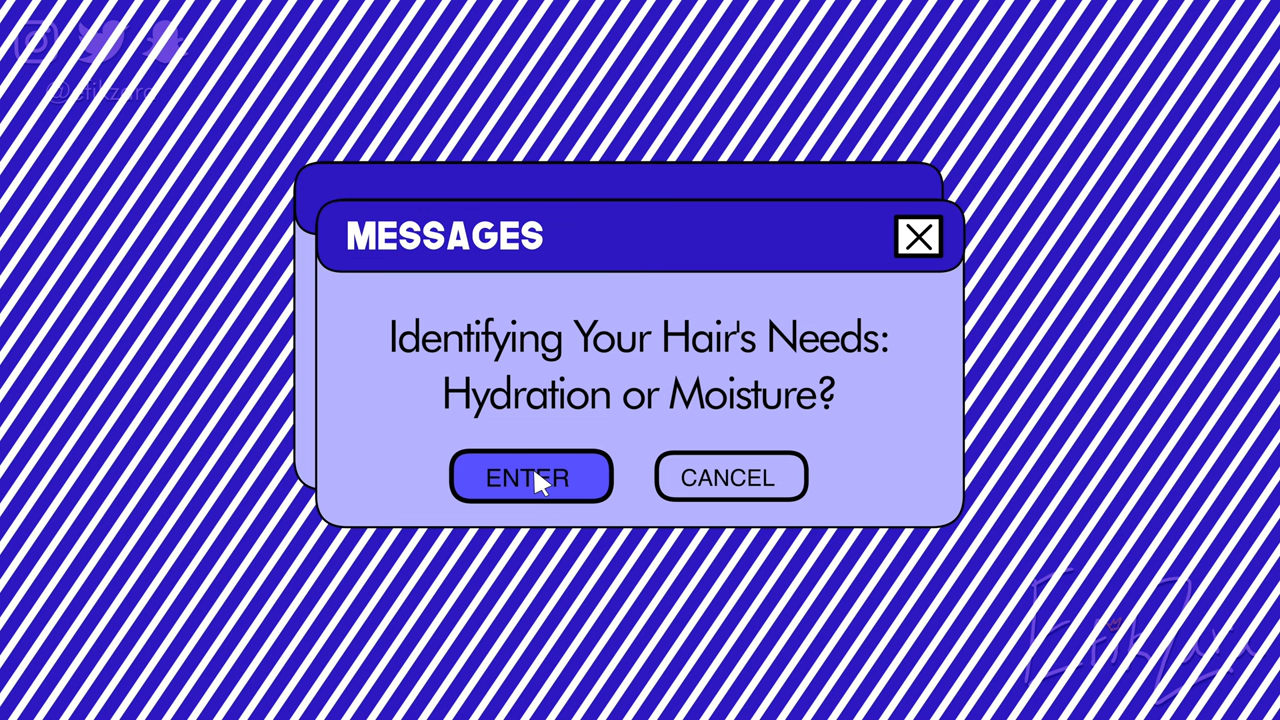 MESSAGES
Identifying Your Hair's Needs:
Hydration or Moisture?
ENTER
CANCEL